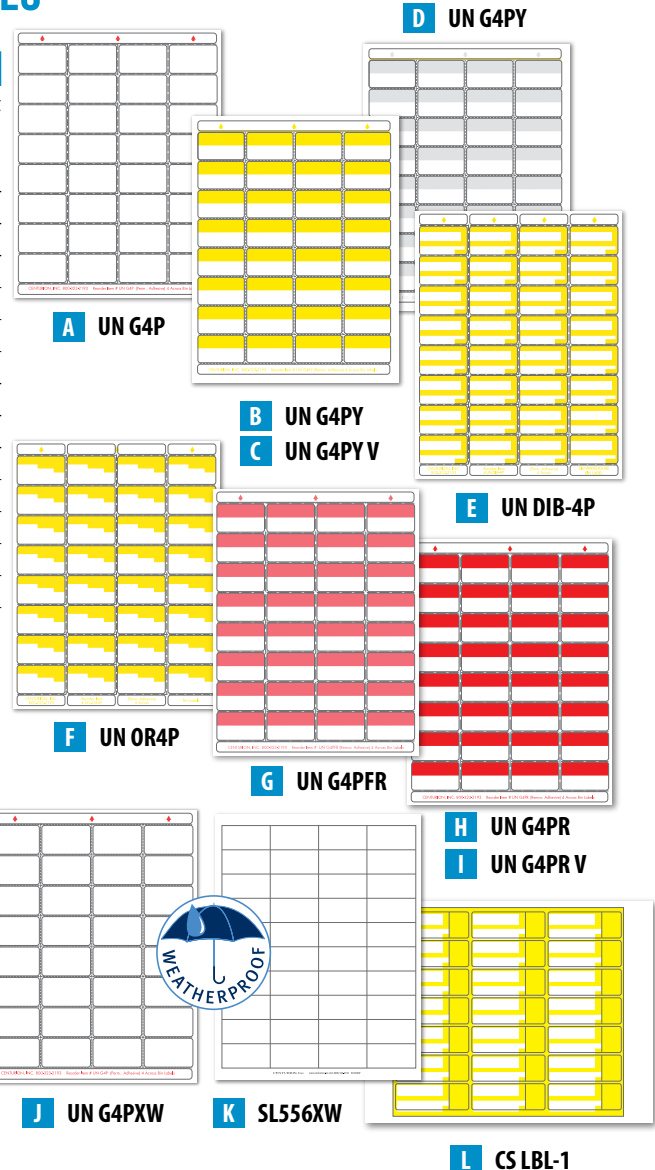 D UN G4PY
A UN G4P
B UN G4PY
C UN G4PY V
E UN DIB-4P
F UN OR4P
G UN G4PFR
H UN G4PR
I UN G4PR V
WEATHERPROOF
J UN G4PXW
K SL556XW
L CS LBL-1